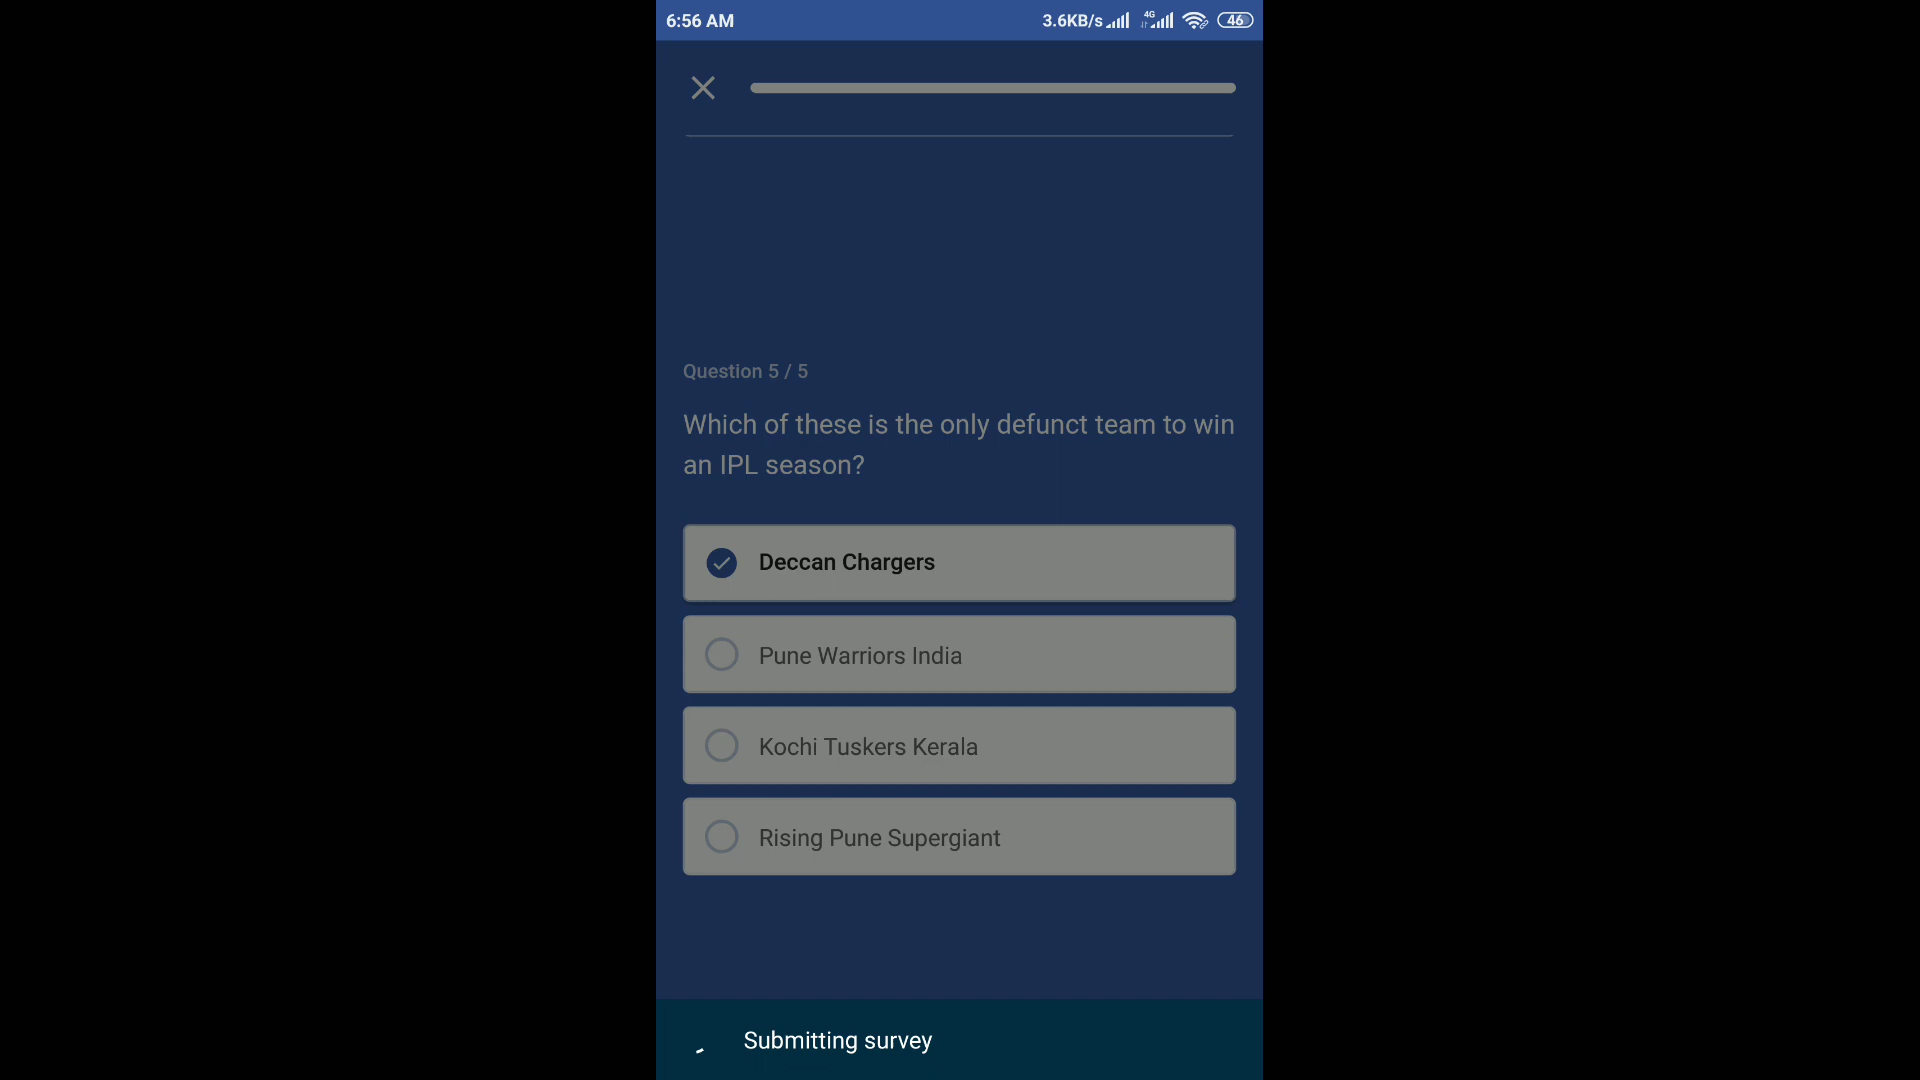 6:56 AM 3.6KB/s 4G 46
Question 5 / 5
Which of these is the only defunct team to win
an IPL season?
Deccan Chargers
Pune Warriors India
Kochi Tuskers Kerala
Rising Pune Supergiant
Submitting survey